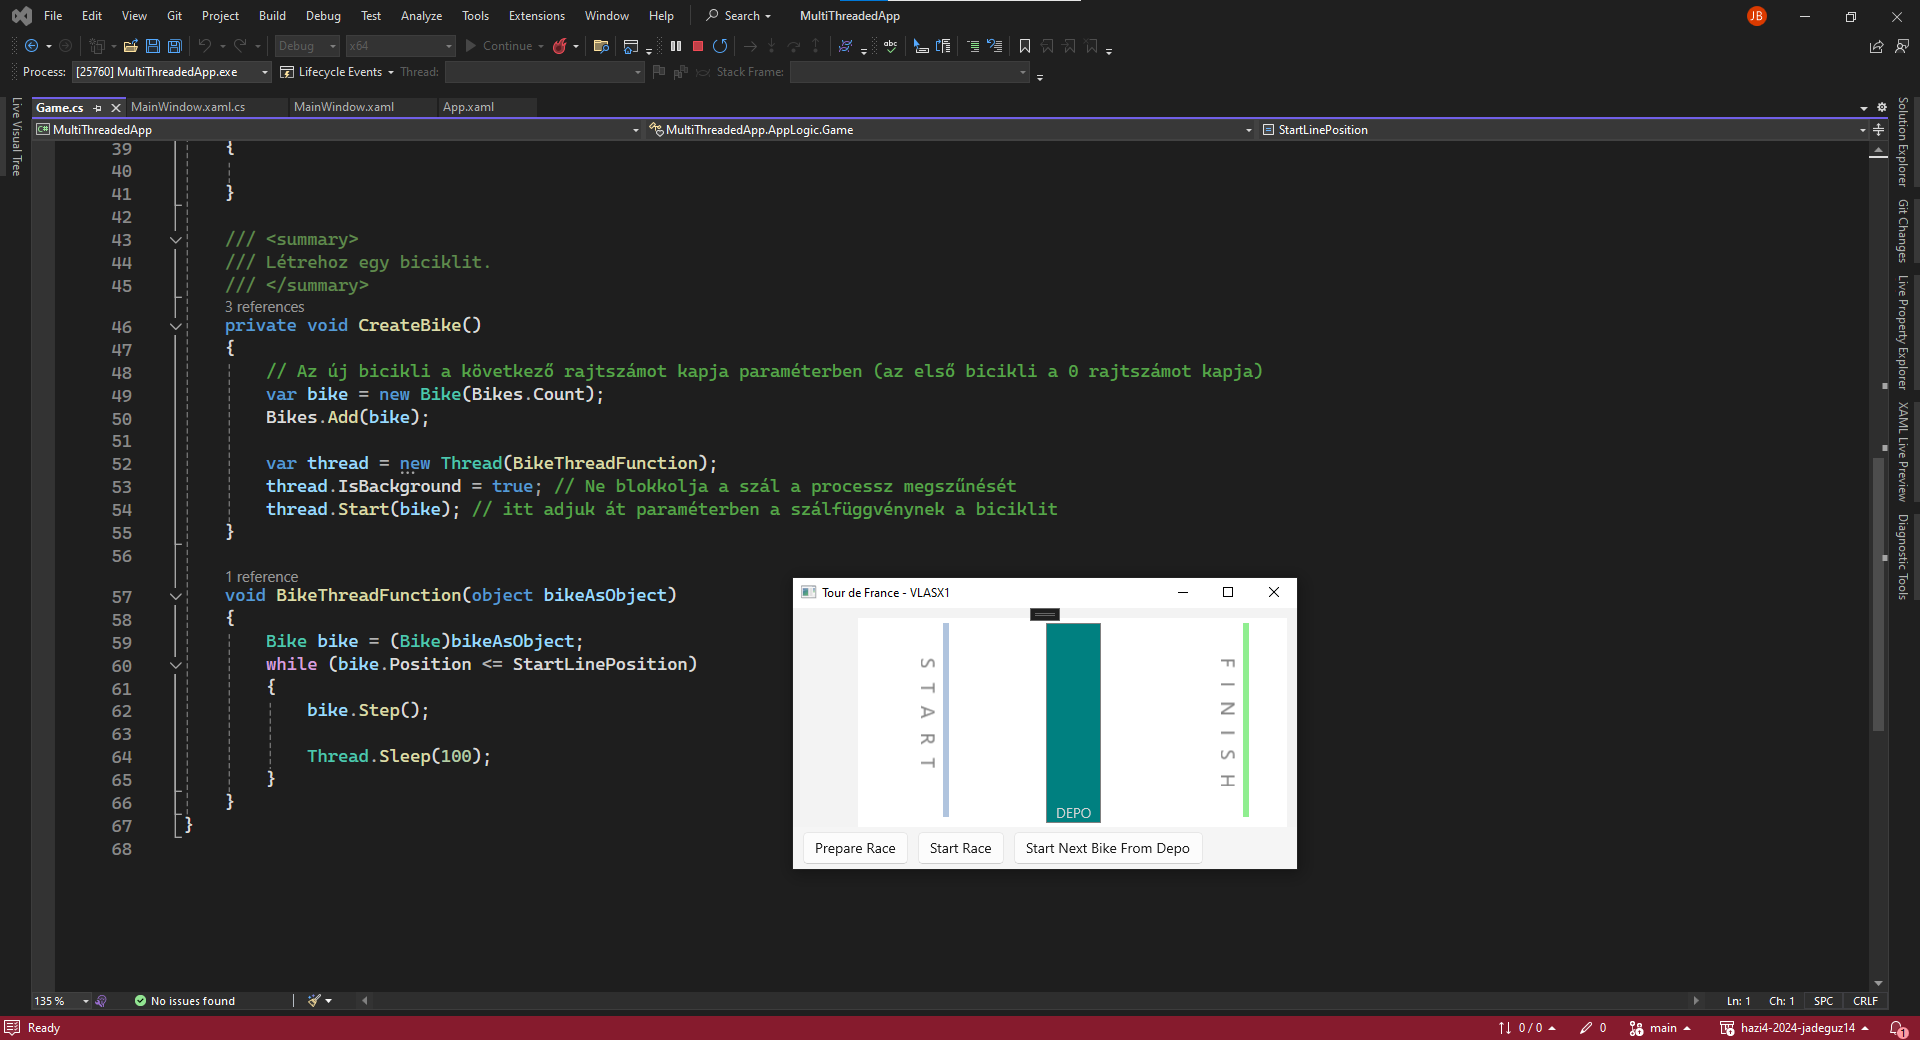 File Edit View Git Project Build Debug Test Analyze Tools Extensions Window Help Search MultiThreadedApp JB
Debug x64 Continue
Process: [25760] MultiThreadedApp.exe Lifecycle Events Thread: Stack Frame:
Game.cs MainWindow.xaml.cs MainWindow.xaml App.xaml
MultiThreadedApp MultiThreadedApp.AppLogic.Game StartLinePosition
Live Visual Tree
39 {
40
41 }
42
43 /// <summary>
44 /// Létrehoz egy biciklit.
45 /// </summary>
3 references
46 private void CreateBike()
47 {
48 // Az új bicikli a következő rajtszámot kapja paraméterben (az első bicikli a 0 rajtszámot kapja)
49 var bike = new Bike(Bikes.Count);
50 Bikes.Add(bike);
51
52 var thread = new Thread(BikeThreadFunction);
53 thread.IsBackground = true; // Ne blokkolja a szál a processz megszűnését
54 thread.Start(bike); // itt adjuk át paraméterben a szálfüggvénynek a biciklit
55 }
56
1 reference
57 void BikeThreadFunction(object bikeAsObject)
58 {
59 Bike bike = (Bike)bikeAsObject;
60 while (bike.Position <= StartLinePosition)
61 {
62 bike.Step();
63
64 Thread.Sleep(100);
65 }
66 }
67 }
68
Tour de France - VLASX1
START
DEPO
FINISH
Prepare Race Start Race Start Next Bike From Depo
Solution Explorer
Git Changes
Live Property Explorer
XAML Live Preview
Diagnostic Tools
135 % No issues found Ln: 1 Ch: 1 SPC CRLF
Ready 0 / 0 0 main hazi4-2024-jadeguz14 1